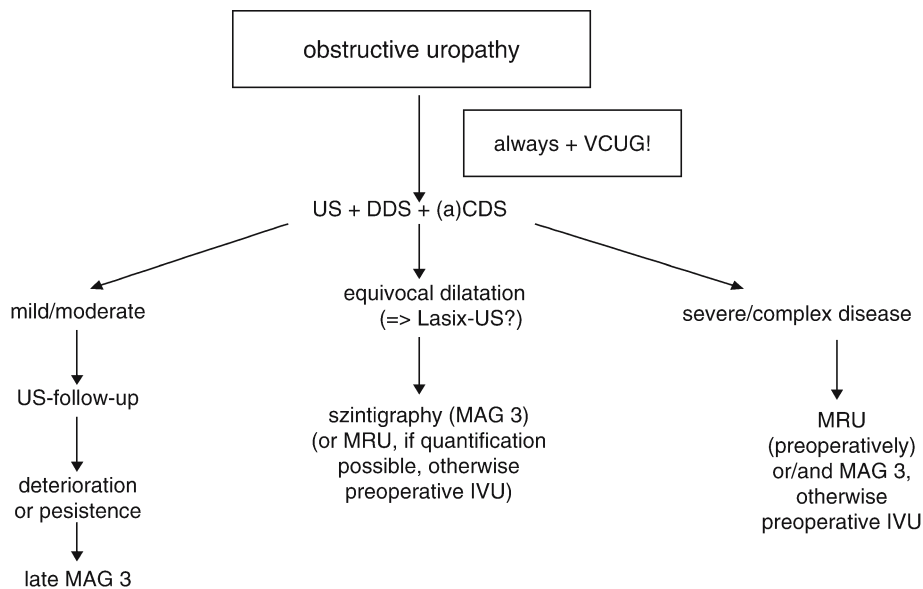 obstructive uropathy
always + VCUG!
US + DDS + (a)CDS
mild/moderate
US-follow-up
deterioration
or pesistence
late MAG 3
equivocal dilatation
(=> Lasix-US?)
szintigraphy (MAG 3)
(or MRU, if quantification
possible, otherwise
preoperative IVU)
severe/complex disease
MRU
(preoperatively)
or/and MAG 3,
otherwise
preoperative IVU